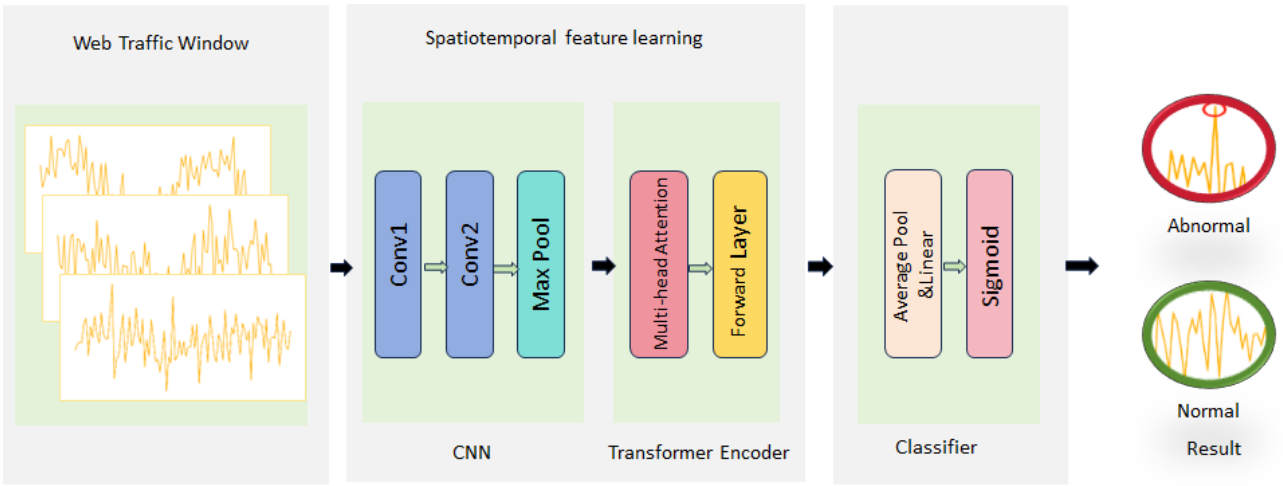 Web Traffic Window
Spatiotemporal feature learning
Conv1
Conv2
Max Pool
CNN
Multi-head Attention
Forward Layer
Transformer Encoder
Average Pool
&Linear
Sigmoid
Classifier
Abnormal
Normal
Result